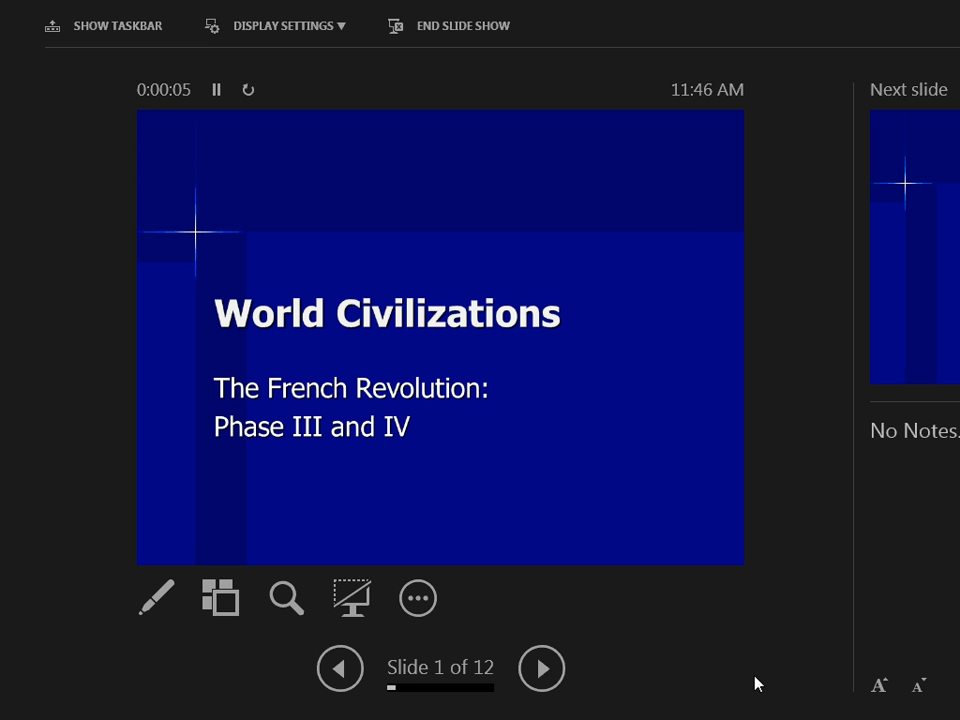 SHOW TASKBAR DISPLAY SETTINGS ▼ END SLIDE SHOW
0:00:05 11:46 AM Next slide
World Civilizations
The French Revolution:
Phase III and IV
No Notes.
Slide 1 of 12
A A